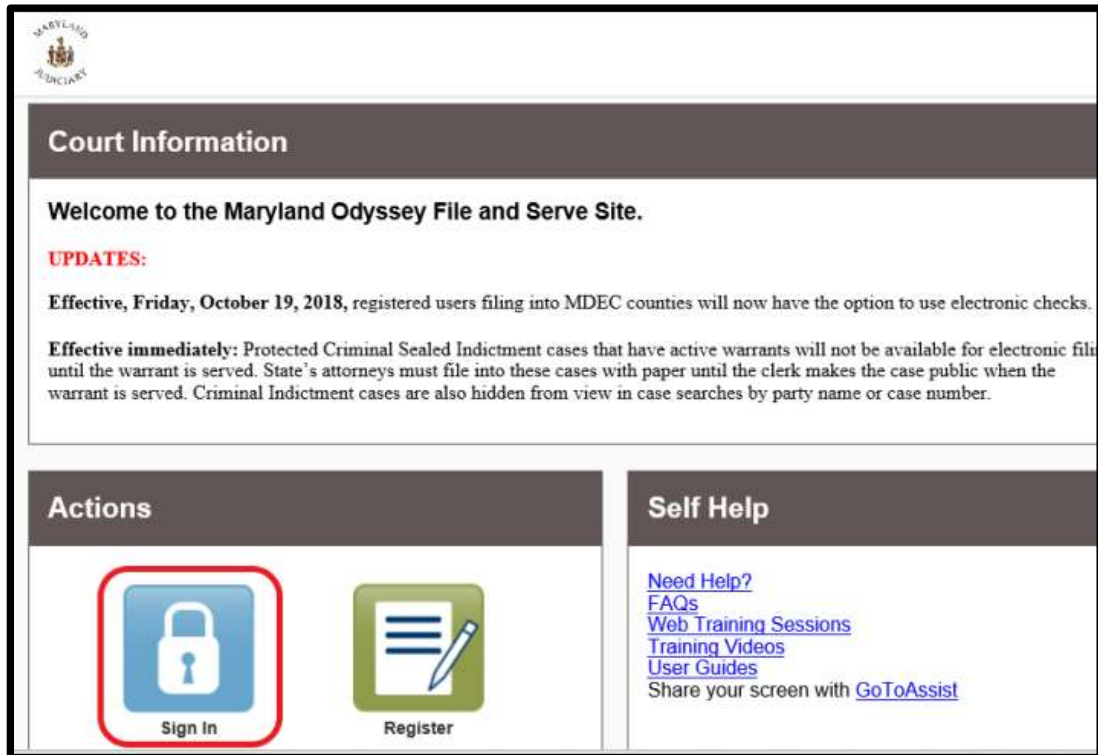 MARYLAND
JUDICIARY
Court Information
Welcome to the Maryland Odyssey File and Serve Site.
UPDATES:
Effective, Friday, October 19, 2018, registered users filing into MDEC counties will now have the option to use electronic checks.
Effective immediately: Protected Criminal Sealed Indictment cases that have active warrants will not be available for electronic
until the warrant is served. State's attorneys must file into these cases with paper until the clerk makes the case public when the
warrant is served. Criminal Indictment cases are also hidden from view in case searches by party name or case number.
Actions
Sign In
Register
Self Help
Need Help?
FAQs
Web Training Sessions
Training Videos
User Guides
Share your screen with GoToAssist